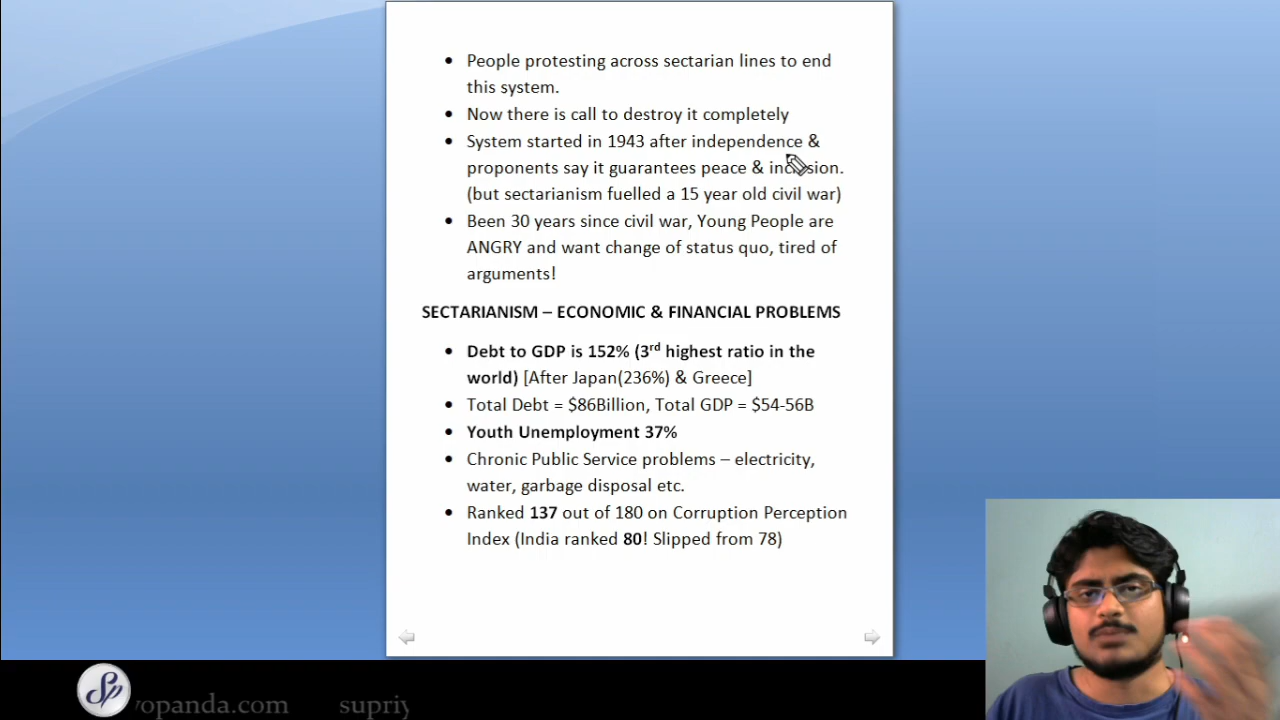 • People protesting across sectarian lines to end
this system.
• Now there is call to destroy it completely
• System started in 1943 after independence &
proponents say it guarantees peace & inclusion.
(but sectarianism fuelled a 15 year old civil war)
• Been 30 years since civil war, Young People are
ANGRY and want change of status quo, tired of
arguments!
SECTARIANISM – ECONOMIC & FINANCIAL PROBLEMS
• Debt to GDP is 152% (3rd highest ratio in the
world) [After Japan(236%) & Greece]
• Total Debt = $86Billion, Total GDP = $54-56B
• Youth Unemployment 37%
• Chronic Public Service problems – electricity,
water, garbage disposal etc.
• Ranked 137 out of 180 on Corruption Perception
Index (India ranked 80! Slipped from 78)
yopanda.com supriy